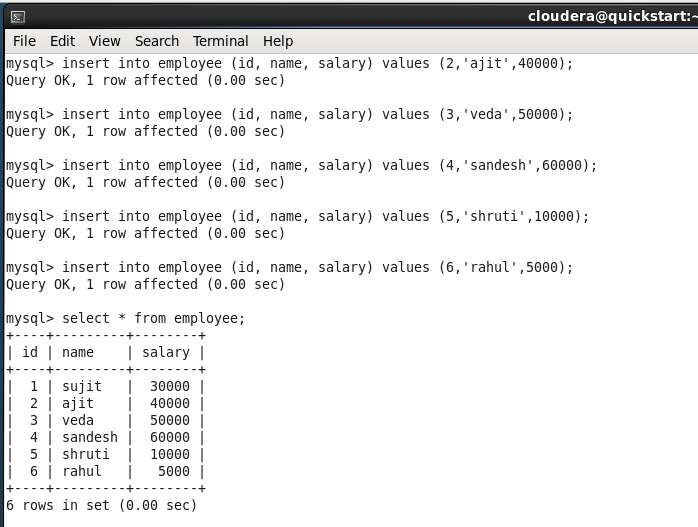 cloudera@quickstart:~
File Edit View Search Terminal Help
mysql> insert into employee (id, name, salary) values (2,'ajit',40000);
Query OK, 1 row affected (0.00 sec)
mysql> insert into employee (id, name, salary) values (3,'veda',50000);
Query OK, 1 row affected (0.00 sec)
mysql> insert into employee (id, name, salary) values (4,'sandesh',60000);
Query OK, 1 row affected (0.00 sec)
mysql> insert into employee (id, name, salary) values (5,'shruti',10000);
Query OK, 1 row affected (0.00 sec)
mysql> insert into employee (id, name, salary) values (6,'rahul',5000);
Query OK, 1 row affected (0.00 sec)
mysql> select * from employee;
+----+---------+--------+
| id | name    | salary |
+----+---------+--------+
|  1 | sujit   |  30000 |
|  2 | ajit    |  40000 |
|  3 | veda    |  50000 |
|  4 | sandesh |  60000 |
|  5 | shruti  |  10000 |
|  6 | rahul   |   5000 |
+----+---------+--------+
6 rows in set (0.00 sec)